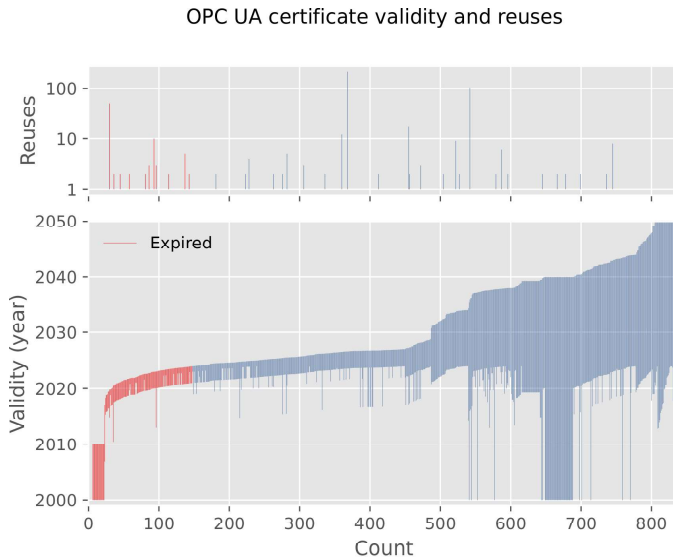 OPC UA certificate validity and reuses
100
10
1
Reuses
2050
2040
2030
2020
2010
2000
Validity (year)
Expired
0 100 200 300 400 500 600 700 800
Count